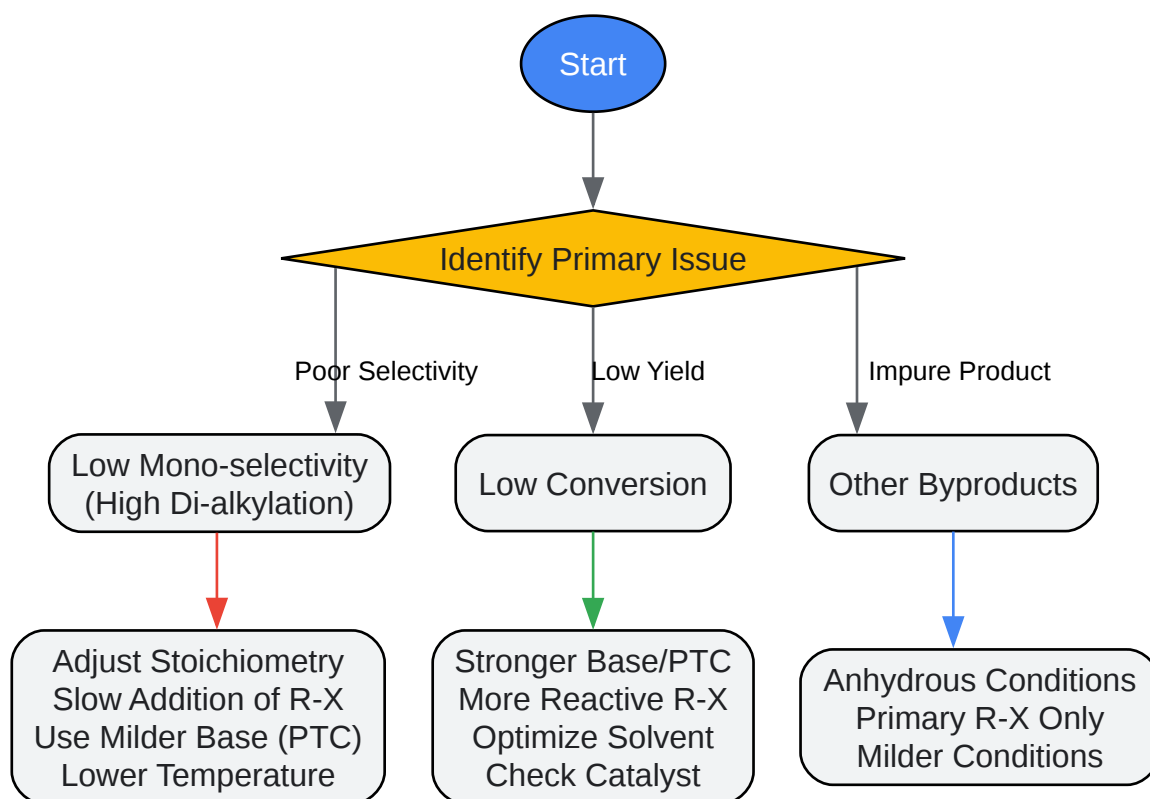 Start
Identify Primary Issue
Poor Selectivity
Low Yield
Impure Product
Low Mono-selectivity
(High Di-alkylation)
Low Conversion
Other Byproducts
Adjust Stoichiometry
Slow Addition of R-X
Use Milder Base (PTC)
Lower Temperature
Stronger Base/PTC
More Reactive R-X
Optimize Solvent
Check Catalyst
Anhydrous Conditions
Primary R-X Only
Milder Conditions